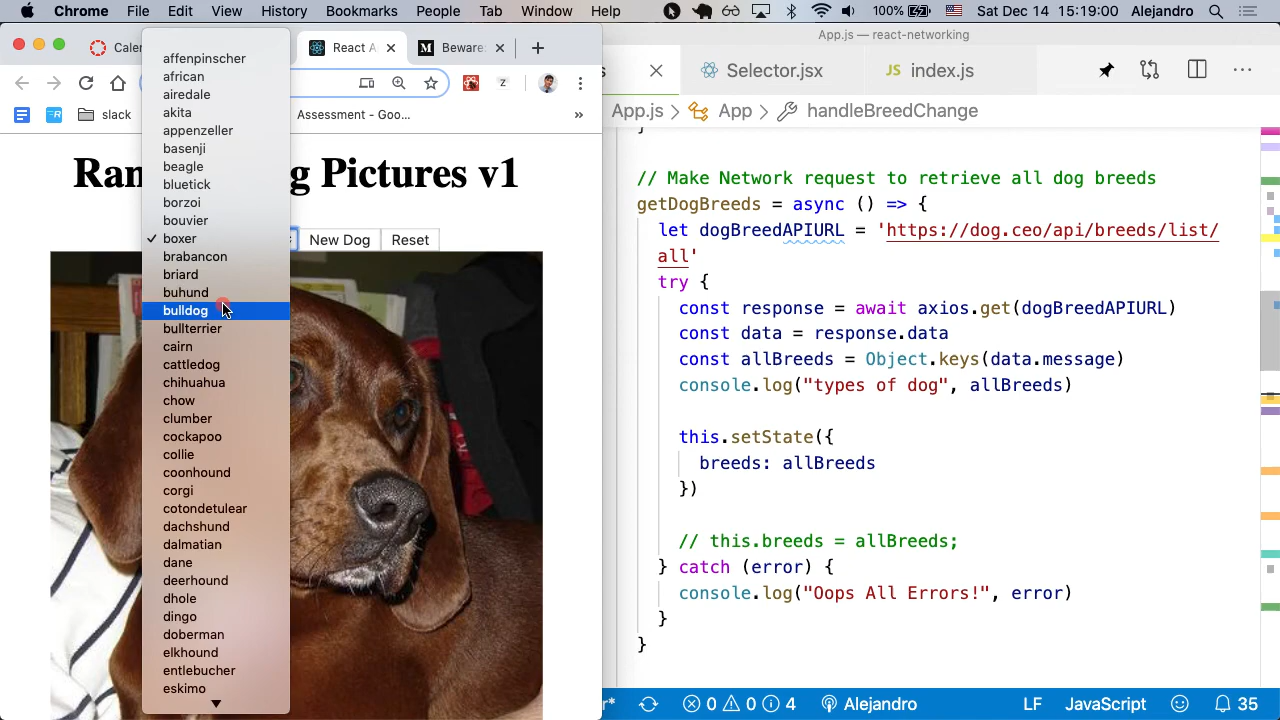 Chrome File Edit View History Bookmarks People Tab Window Help 100% Sat Dec 14 15:19:00 Alejandro
Caler
React A
Beware:
slack
Assessment - Goo...
»
Ran
g Pictures v1
New Dog
Reset
affenpinscher
african
airedale
akita
appenzeller
basenji
beagle
bluetick
borzoi
bouvier
✓ boxer
brabancon
briard
buhund
bulldog
bullterrier
cairn
cattledog
chihuahua
chow
clumber
cockapoo
collie
coonhound
corgi
cotondetulear
dachshund
dalmatian
dane
deerhound
dhole
dingo
doberman
elkhound
entlebucher
eskimo
App.js — react-networking
s
Selector.jsx
JS index.js
App.js > App > handleBreedChange
}
// Make Network request to retrieve all dog breeds
getDogBreeds = async () => {
let dogBreedAPIURL = 'https://dog.ceo/api/breeds/list/
all'
try {
const response = await axios.get(dogBreedAPIURL)
const data = response.data
const allBreeds = Object.keys(data.message)
console.log("types of dog", allBreeds)
this.setState({
breeds: allBreeds
})
// this.breeds = allBreeds;
} catch (error) {
console.log("Oops All Errors!", error)
}
}
r* 0 0 4 Alejandro LF JavaScript 35